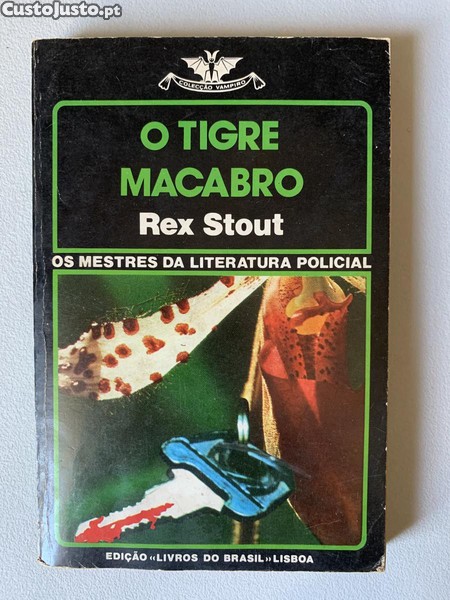 CustoJusto.pt
COLECÇÃO VAMPIRO
O TIGRE
MACABRO
Rex Stout
OS MESTRES DA LITERATURA POLICIAL
EDIÇÃO «LIVROS DO BRASIL» LISBOA